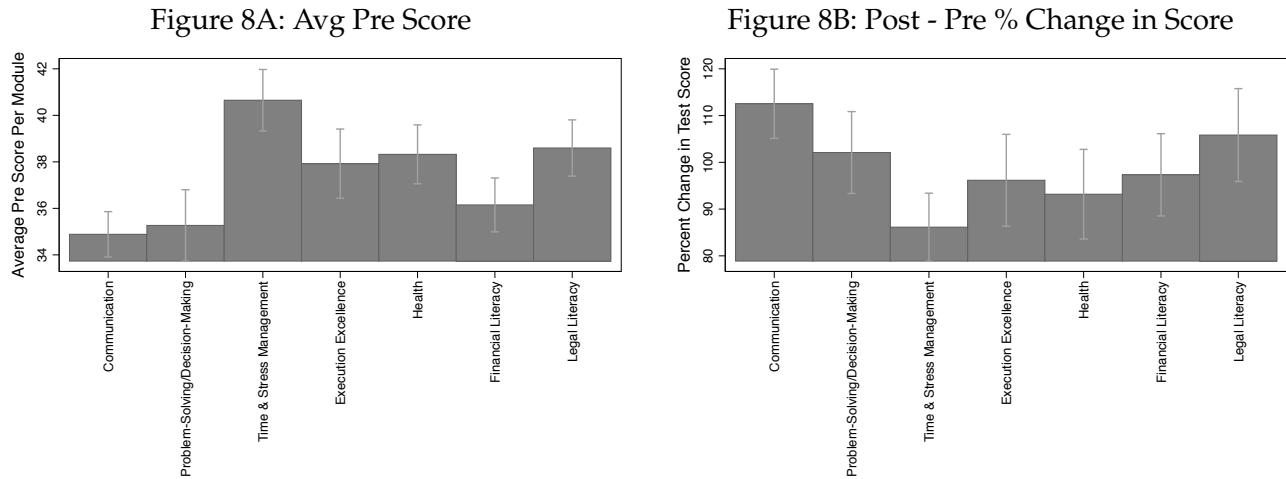 Figure 8A: Avg Pre Score
Average Pre Score Per Module
42
40
38
36
34
Communication
Problem-Solving/Decision-Making
Time & Stress Management
Execution Excellence
Health
Financial Literacy
Legal Literacy
Figure 8B: Post - Pre % Change in Score
Percent Change in Test Score
120
110
100
90
80
Communication
Problem-Solving/Decision-Making
Time & Stress Management
Execution Excellence
Health
Financial Literacy
Legal Literacy